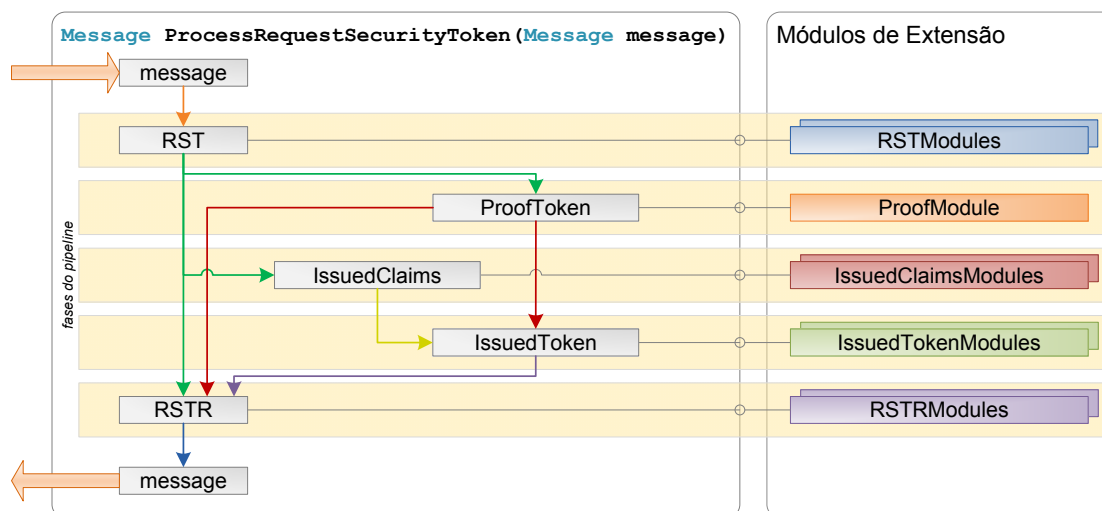 Message ProcessRequestSecurityToken(Message message)
Módulos de Extensão
message
RST
RSTModules
ProofToken
ProofModule
fases do pipeline
IssuedClaims
IssuedClaimsModules
IssuedToken
IssuedTokenModules
RSTR
RSTRModules
message